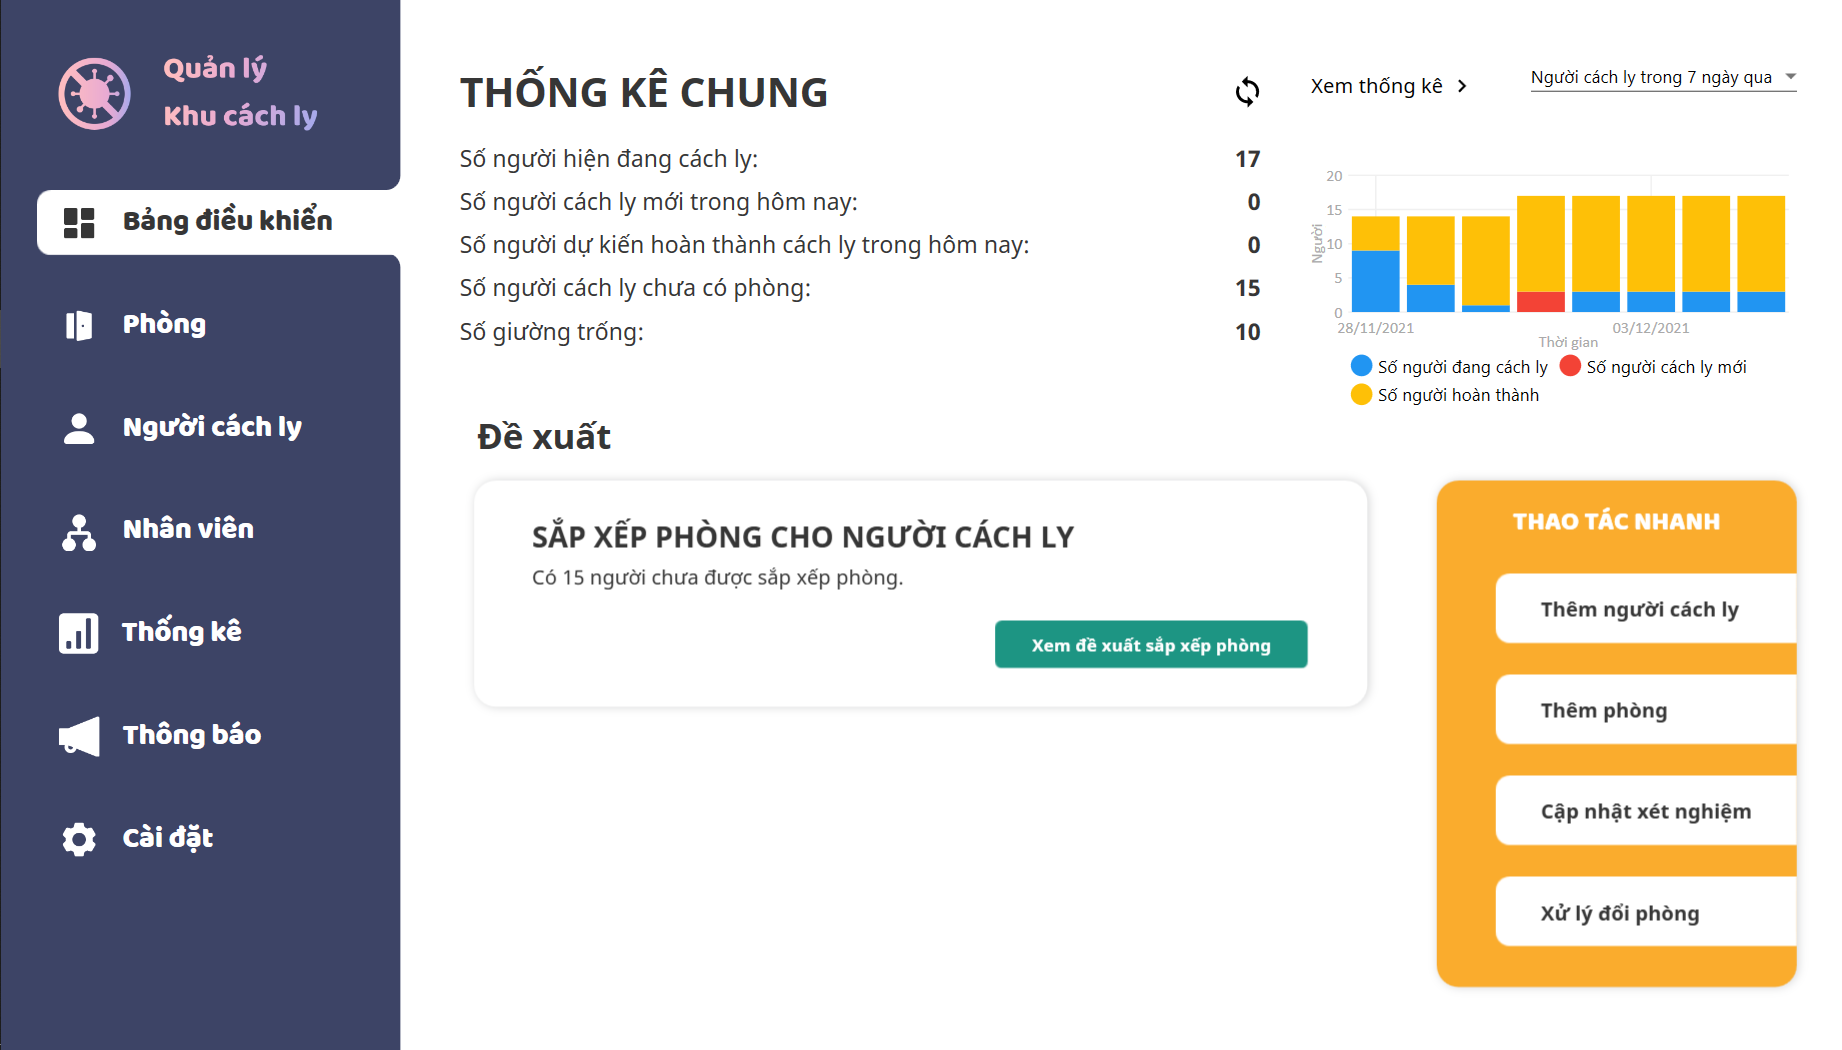 Quản lý
Khu cách ly
Bảng điều khiển
Phòng
Người cách ly
Nhân viên
Thống kê
Thông báo
Cài đặt
THỐNG KÊ CHUNG
Số người hiện đang cách ly: 17
Số người cách ly mới trong hôm nay: 0
Số người dự kiến hoàn thành cách ly trong hôm nay: 0
Số người cách ly chưa có phòng: 15
Số giường trống: 10
Xem thống kê
Người cách ly trong 7 ngày qua
Người
20
15
10
5
0
28/11/2021 03/12/2021
Thời gian
Số người đang cách ly Số người cách ly mới
Số người hoàn thành
Đề xuất
SẮP XẾP PHÒNG CHO NGƯỜI CÁCH LY
Có 15 người chưa được sắp xếp phòng.
Xem đề xuất sắp xếp phòng
THAO TÁC NHANH
Thêm người cách ly
Thêm phòng
Cập nhật xét nghiệm
Xử lý đổi phòng